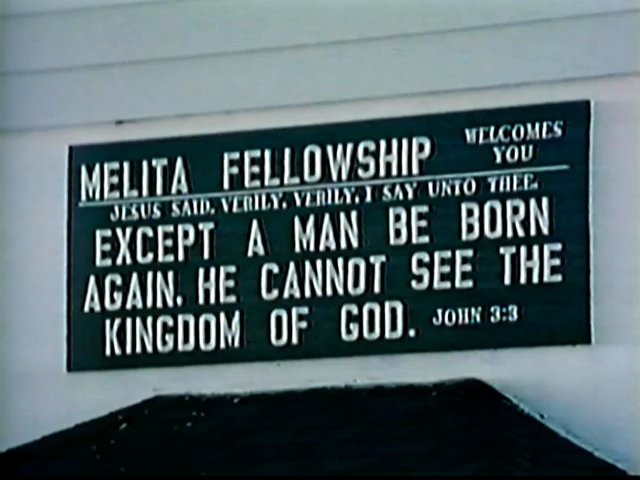 MELITA FELLOWSHIP WELCOMES YOU
JESUS SAID, VERILY, VERILY, I SAY UNTO THEE,
EXCEPT A MAN BE BORN
AGAIN, HE CANNOT SEE THE
KINGDOM OF GOD. JOHN 3:3